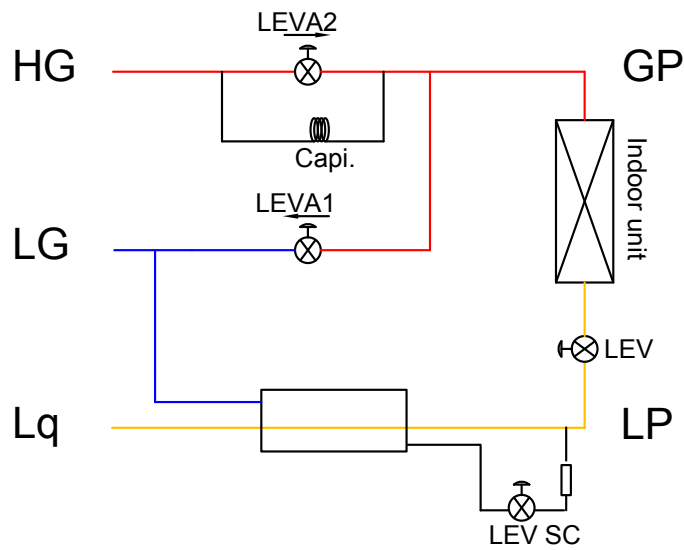 LEVA2
HG
GP
Capi.
Indoor unit
LEVA1
LG
LEV
Lq
LP
LEV SC